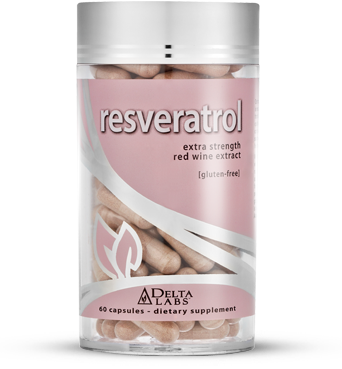 resveratrol
extra strength
red wine extract
[gluten-free]
DELTA
LABS®
60 capsules - dietary supplement